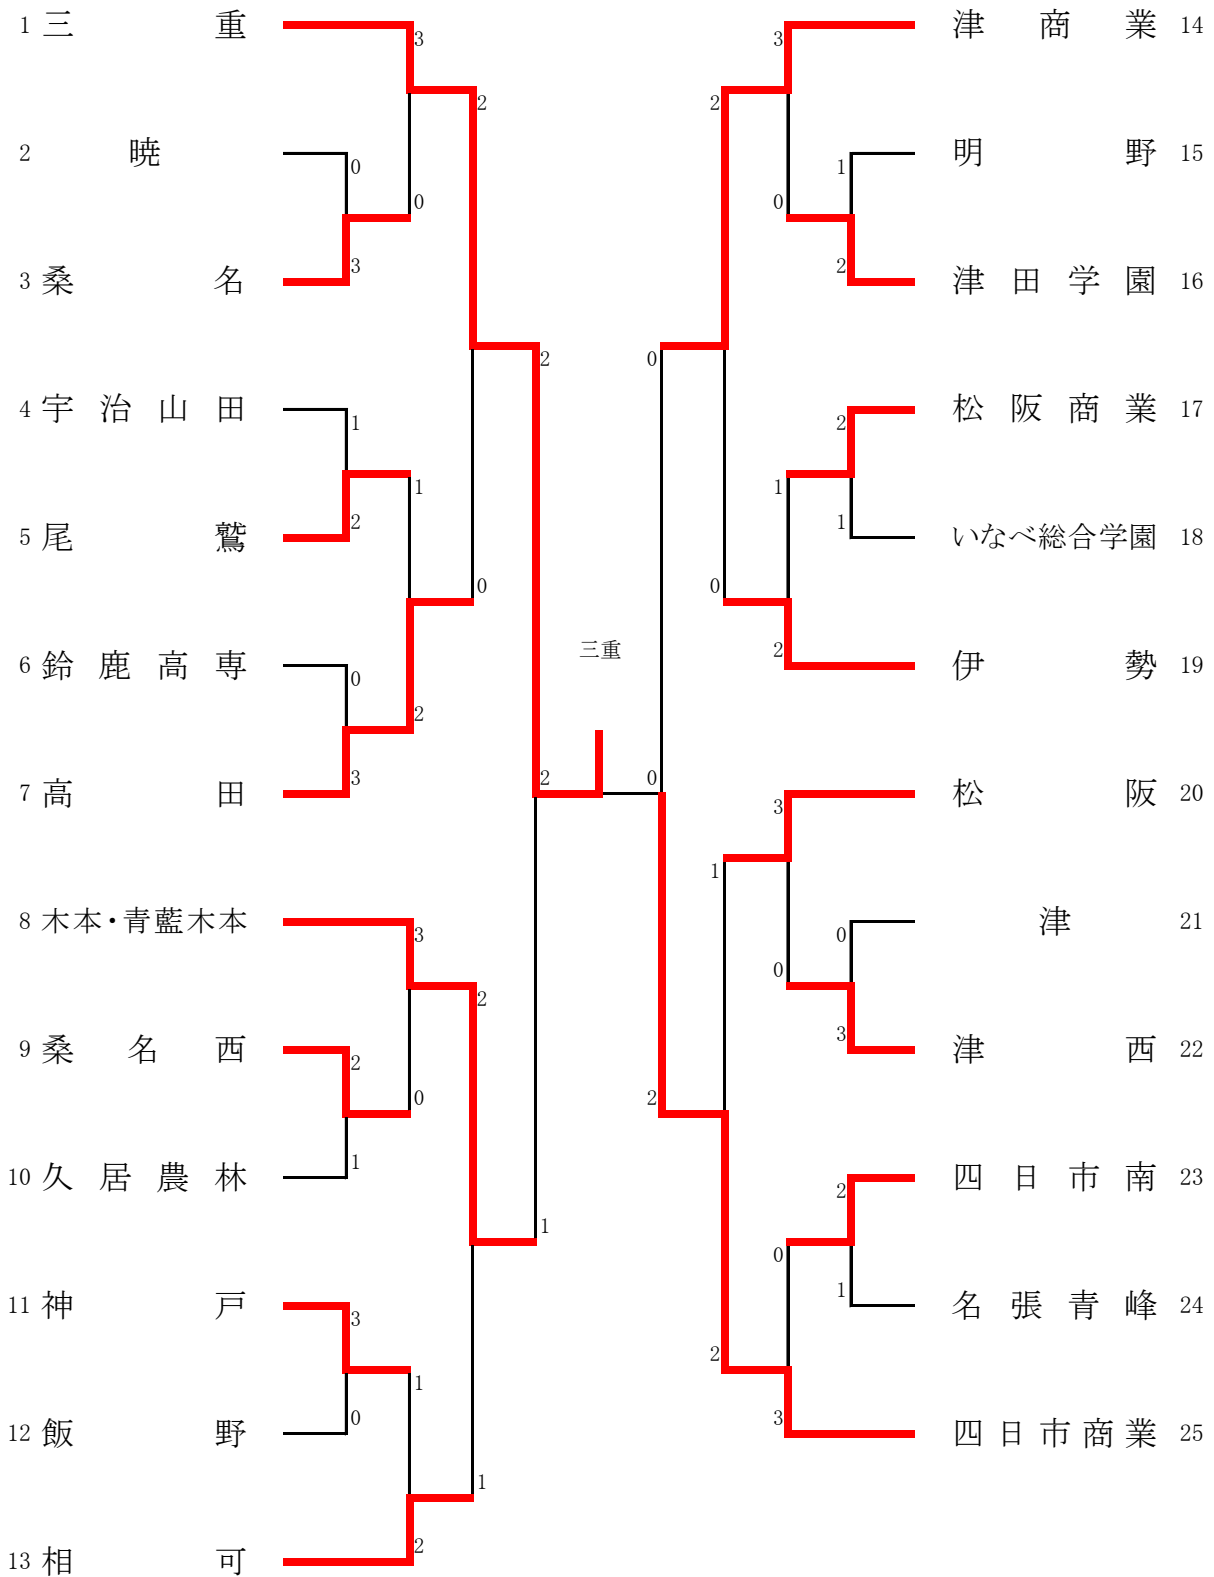 1 三重
3
2
2 暁
0
0
3 桑名
3
2
4 宇治山田
1
1
5 尾鷲
2
0
6 鈴鹿高専
0
2
7 高田
3
2
8 木本・青藍木本
3
2
9 桑名西
2
0
10 久居農林
1
1
11 神戸
3
1
12 飯野
0
1
13 相可
2
三重
津商業 14
3
2
明野 15
1
0
津田学園 16
2
0
松阪商業 17
2
1
いなべ総合学園 18
1
0
伊勢 19
2
0
松阪 20
3
1
津 21
0
0
津西 22
3
2
四日市南 23
2
0
名張青峰 24
1
2
四日市商業 25
3